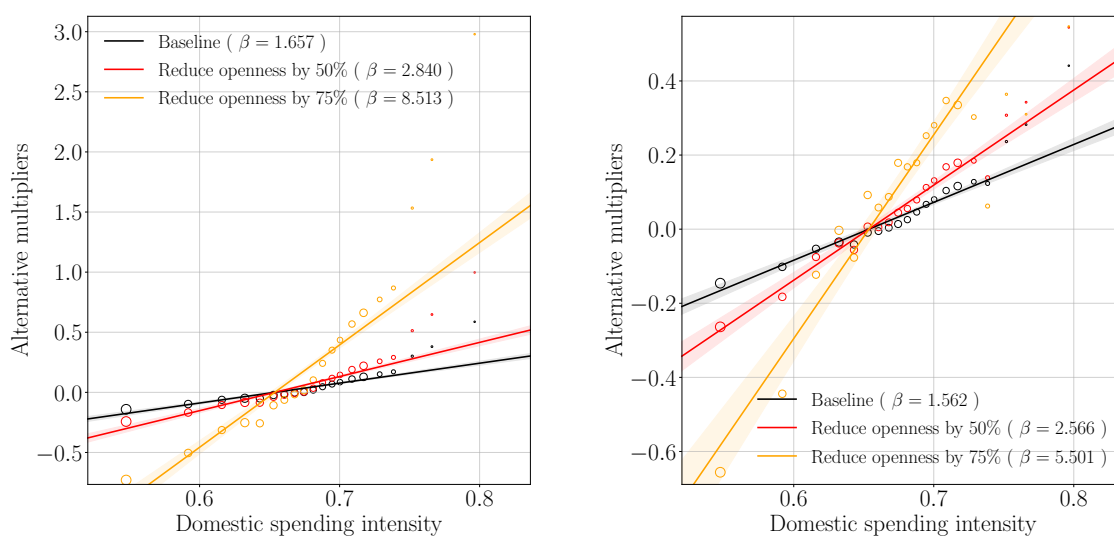 3.0
2.5
2.0
1.5
1.0
0.5
0.0
−0.5
Alternative multipliers
Baseline ( β = 1.657 )
Reduce openness by 50% ( β = 2.840 )
Reduce openness by 75% ( β = 8.513 )
0.6
0.7
0.8
Domestic spending intensity
0.4
0.2
0.0
−0.2
−0.4
−0.6
Alternative multipliers
Baseline ( β = 1.562 )
Reduce openness by 50% ( β = 2.566 )
Reduce openness by 75% ( β = 5.501 )
0.6
0.7
0.8
Domestic spending intensity